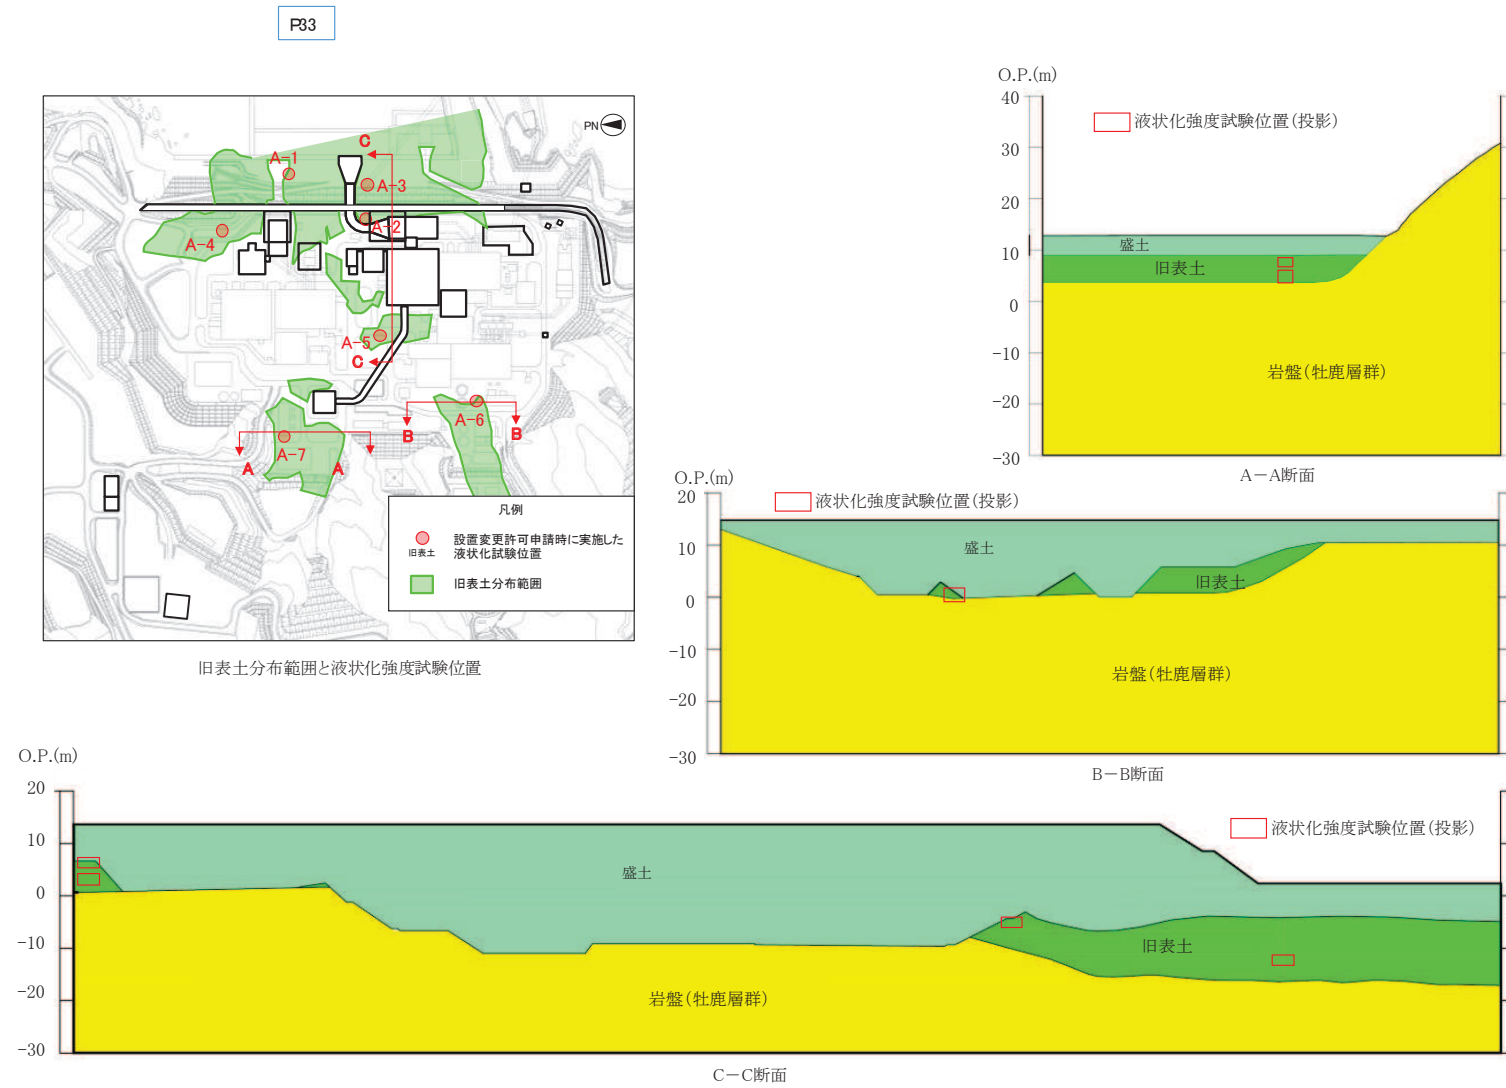 P.33
PN
C
A-1
A-3
A-2
A-4
A-5
C
A-6
B
B
A-7
A
A
凡例
旧表土
設置変更許可申請時に実施した
液状化試験位置
旧表土分布範囲
旧表土分布範囲と液状化強度試験位置
O.P.(m)
40
30
20
10
0
-10
-20
-30
液状化強度試験位置(投影)
盛土
旧表土
岩盤(牡鹿層群)
A-A断面
O.P.(m)
20
10
0
-10
-20
-30
液状化強度試験位置(投影)
盛土
旧表土
岩盤(牡鹿層群)
B-B断面
O.P.(m)
20
10
0
-10
-20
-30
液状化強度試験位置(投影)
盛土
旧表土
岩盤(牡鹿層群)
C-C断面